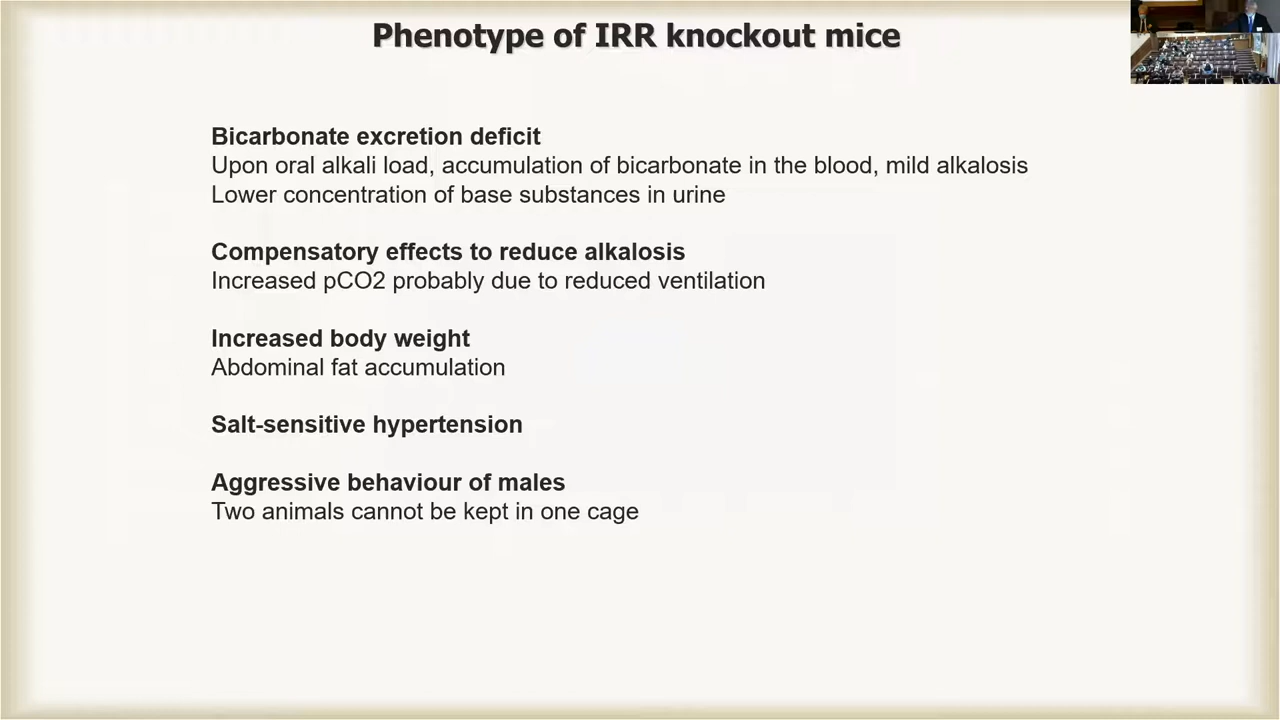 Phenotype of IRR knockout mice
Bicarbonate excretion deficit
Upon oral alkali load, accumulation of bicarbonate in the blood, mild alkalosis
Lower concentration of base substances in urine
Compensatory effects to reduce alkalosis
Increased pCO2 probably due to reduced ventilation
Increased body weight
Abdominal fat accumulation
Salt-sensitive hypertension
Aggressive behaviour of males
Two animals cannot be kept in one cage